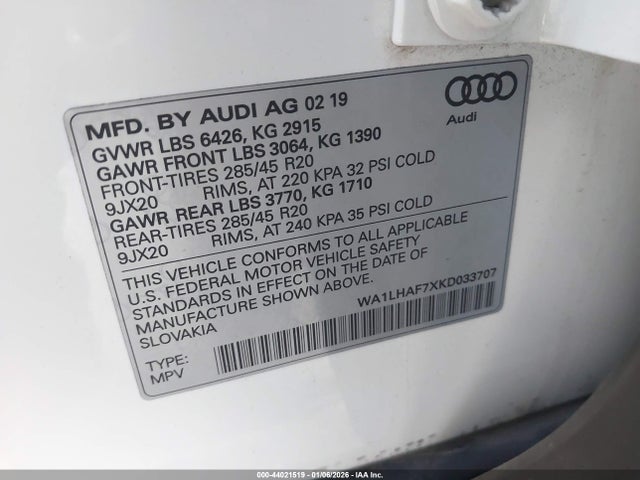 MFD. BY AUDI AG 02 19
GVWR LBS 6426, KG 2915
GAWR FRONT LBS 3064, KG 1390
FRONT-TIRES 285/45 R20
9JX20 RIMS, AT 220 KPA 32 PSI COLD
GAWR REAR LBS 3770, KG 1710
REAR-TIRES 285/45 R20
9JX20 RIMS, AT 240 KPA 35 PSI COLD
THIS VEHICLE CONFORMS TO ALL APPLICABLE
U.S. FEDERAL MOTOR VEHICLE SAFETY
STANDARDS IN EFFECT ON THE DATE OF
MANUFACTURE SHOWN ABOVE.
SLOVAKIA
WA1LHAF7XKD033707
TYPE:
MPV
Audi
000-44021519 - 01/06/2026 - IAA Inc.